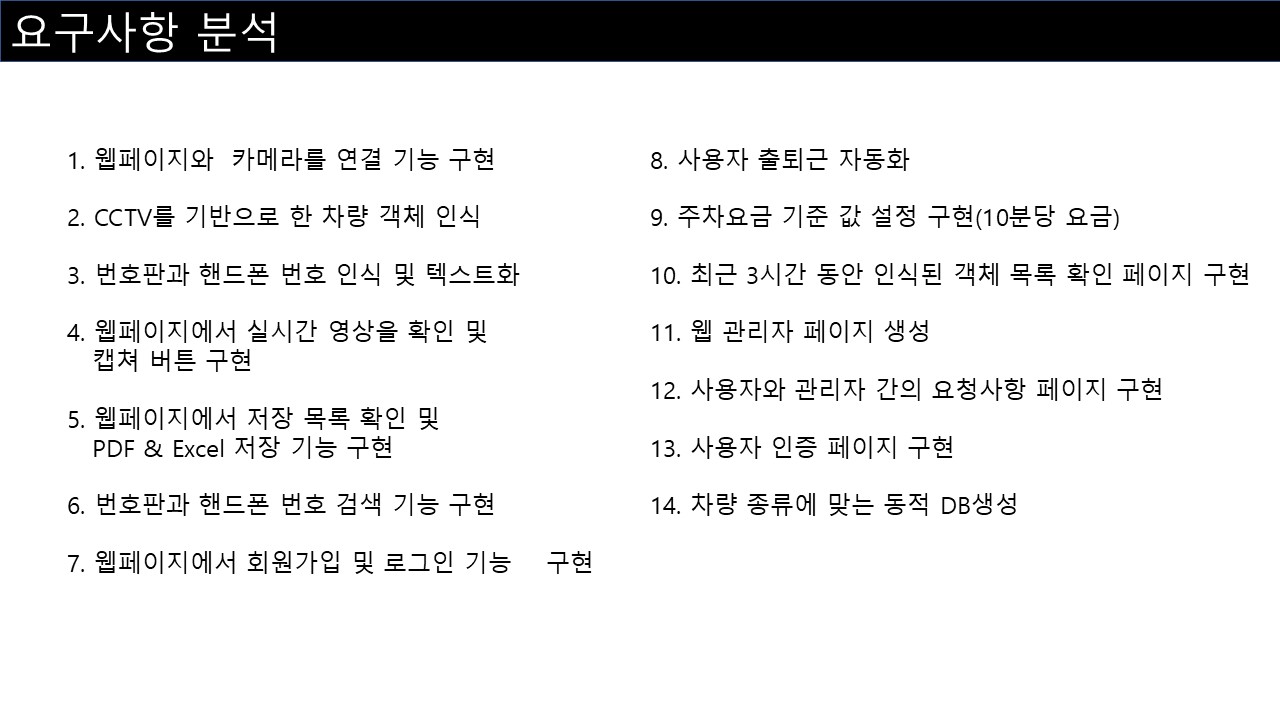 요구사항 분석
1. 웹페이지와  카메라를 연결 기능 구현
2. CCTV를 기반으로 한 차량 객체 인식
3. 번호판과 핸드폰 번호 인식 및 텍스트화
4. 웹페이지에서 실시간 영상을 확인 및
캡쳐 버튼 구현
5. 웹페이지에서 저장 목록 확인 및
PDF & Excel 저장 기능 구현
6. 번호판과 핸드폰 번호 검색 기능 구현
7. 웹페이지에서 회원가입 및 로그인 기능    구현
8. 사용자 출퇴근 자동화
9. 주차요금 기준 값 설정 구현(10분당 요금)
10. 최근 3시간 동안 인식된 객체 목록 확인 페이지 구현
11. 웹 관리자 페이지 생성
12. 사용자와 관리자 간의 요청사항 페이지 구현
13. 사용자 인증 페이지 구현
14. 차량 종류에 맞는 동적 DB생성